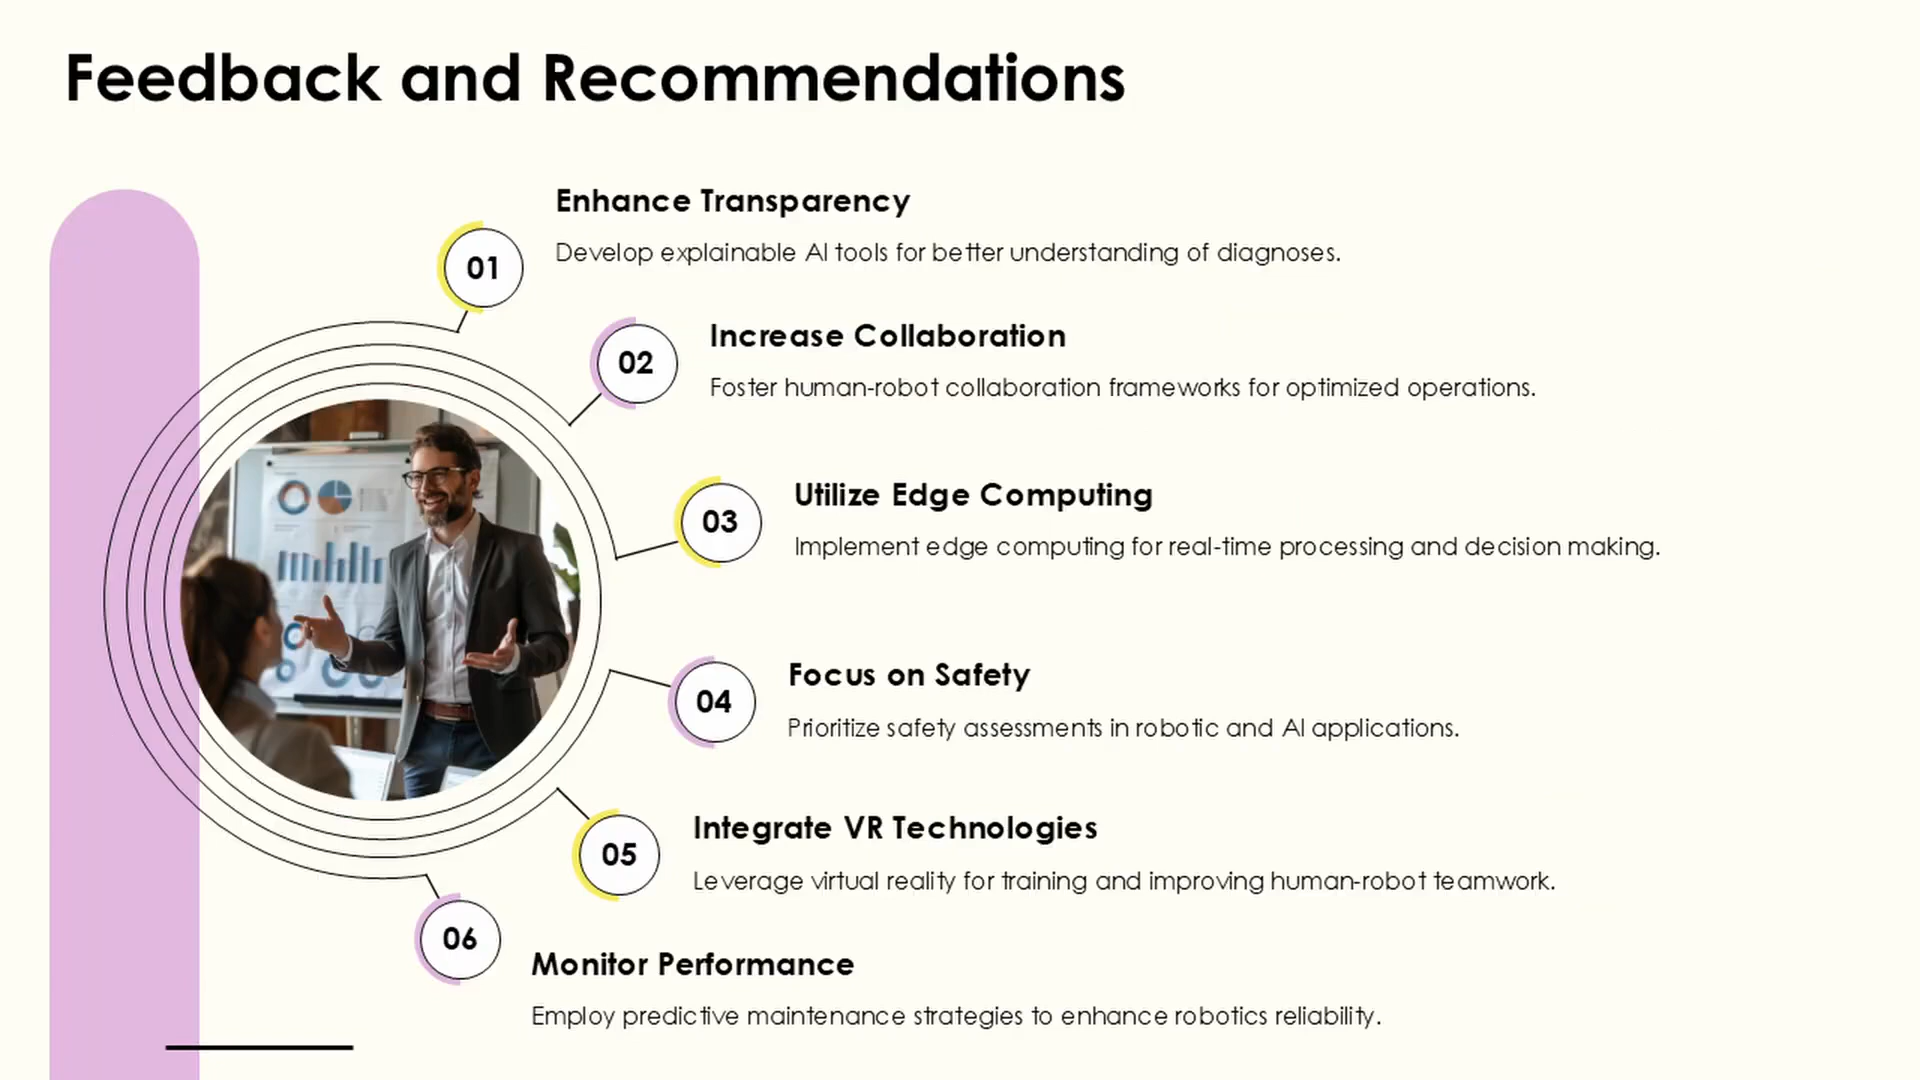 Feedback and Recommendations
01
Enhance Transparency
Develop explainable AI tools for better understanding of diagnoses.
02
Increase Collaboration
Foster human-robot collaboration frameworks for optimized operations.
03
Utilize Edge Computing
Implement edge computing for real-time processing and decision making.
04
Focus on Safety
Prioritize safety assessments in robotic and AI applications.
05
Integrate VR Technologies
Leverage virtual reality for training and improving human-robot teamwork.
06
Monitor Performance
Employ predictive maintenance strategies to enhance robotics reliability.